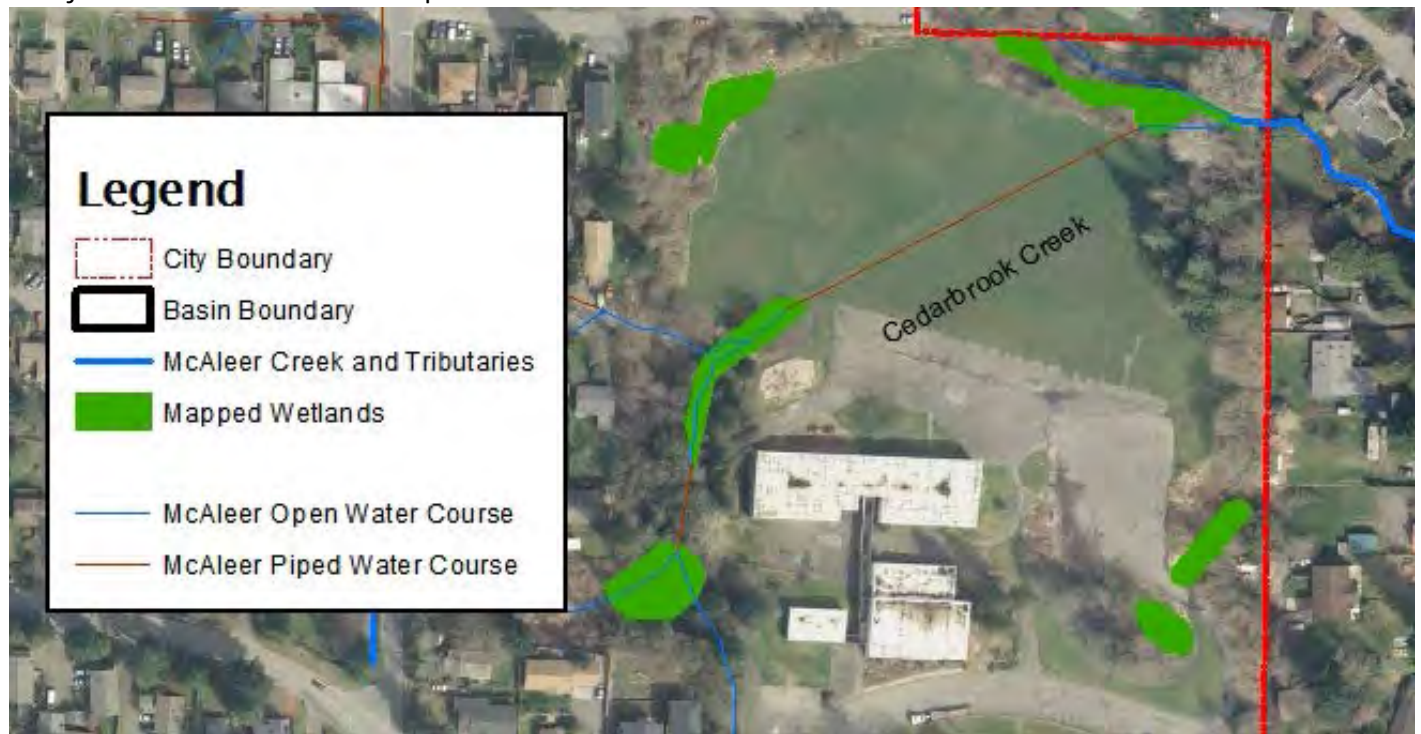 Legend
City Boundary
Basin Boundary
McAleer Creek and Tributaries
Mapped Wetlands
McAleer Open Water Course
McAleer Piped Water Course
Cedarbrook Creek